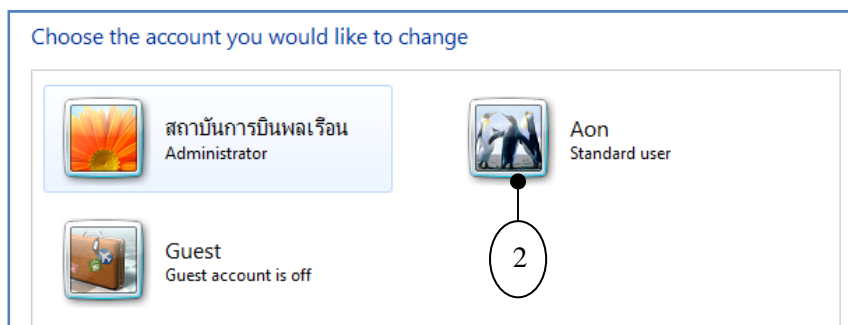 Choose the account you would like to change
สถาบันการบินพลเรือน
Administrator
Aon
Standard user
Guest
Guest account is off
2